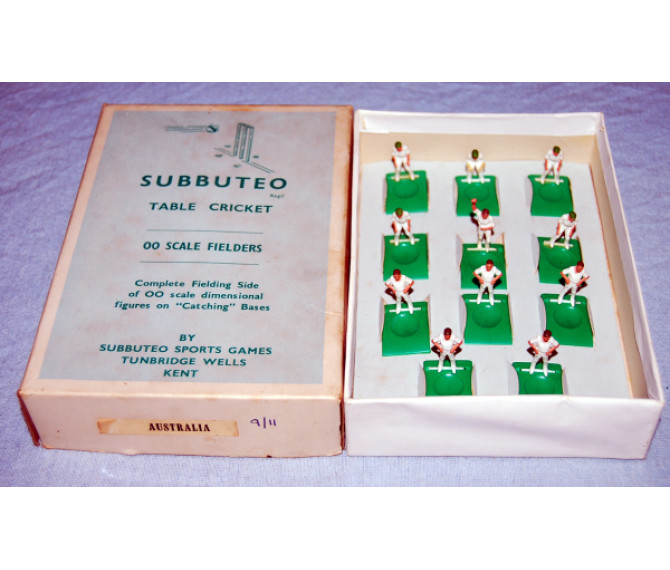 SUBBUTEO
Regd
TABLE CRICKET
OO SCALE FIELDERS
Complete Fielding Side
of OO scale dimensional
figures on "Catching" Bases
BY
SUBBUTEO SPORTS GAMES
TUNBRIDGE WELLS
KENT
AUSTRALIA
9/11